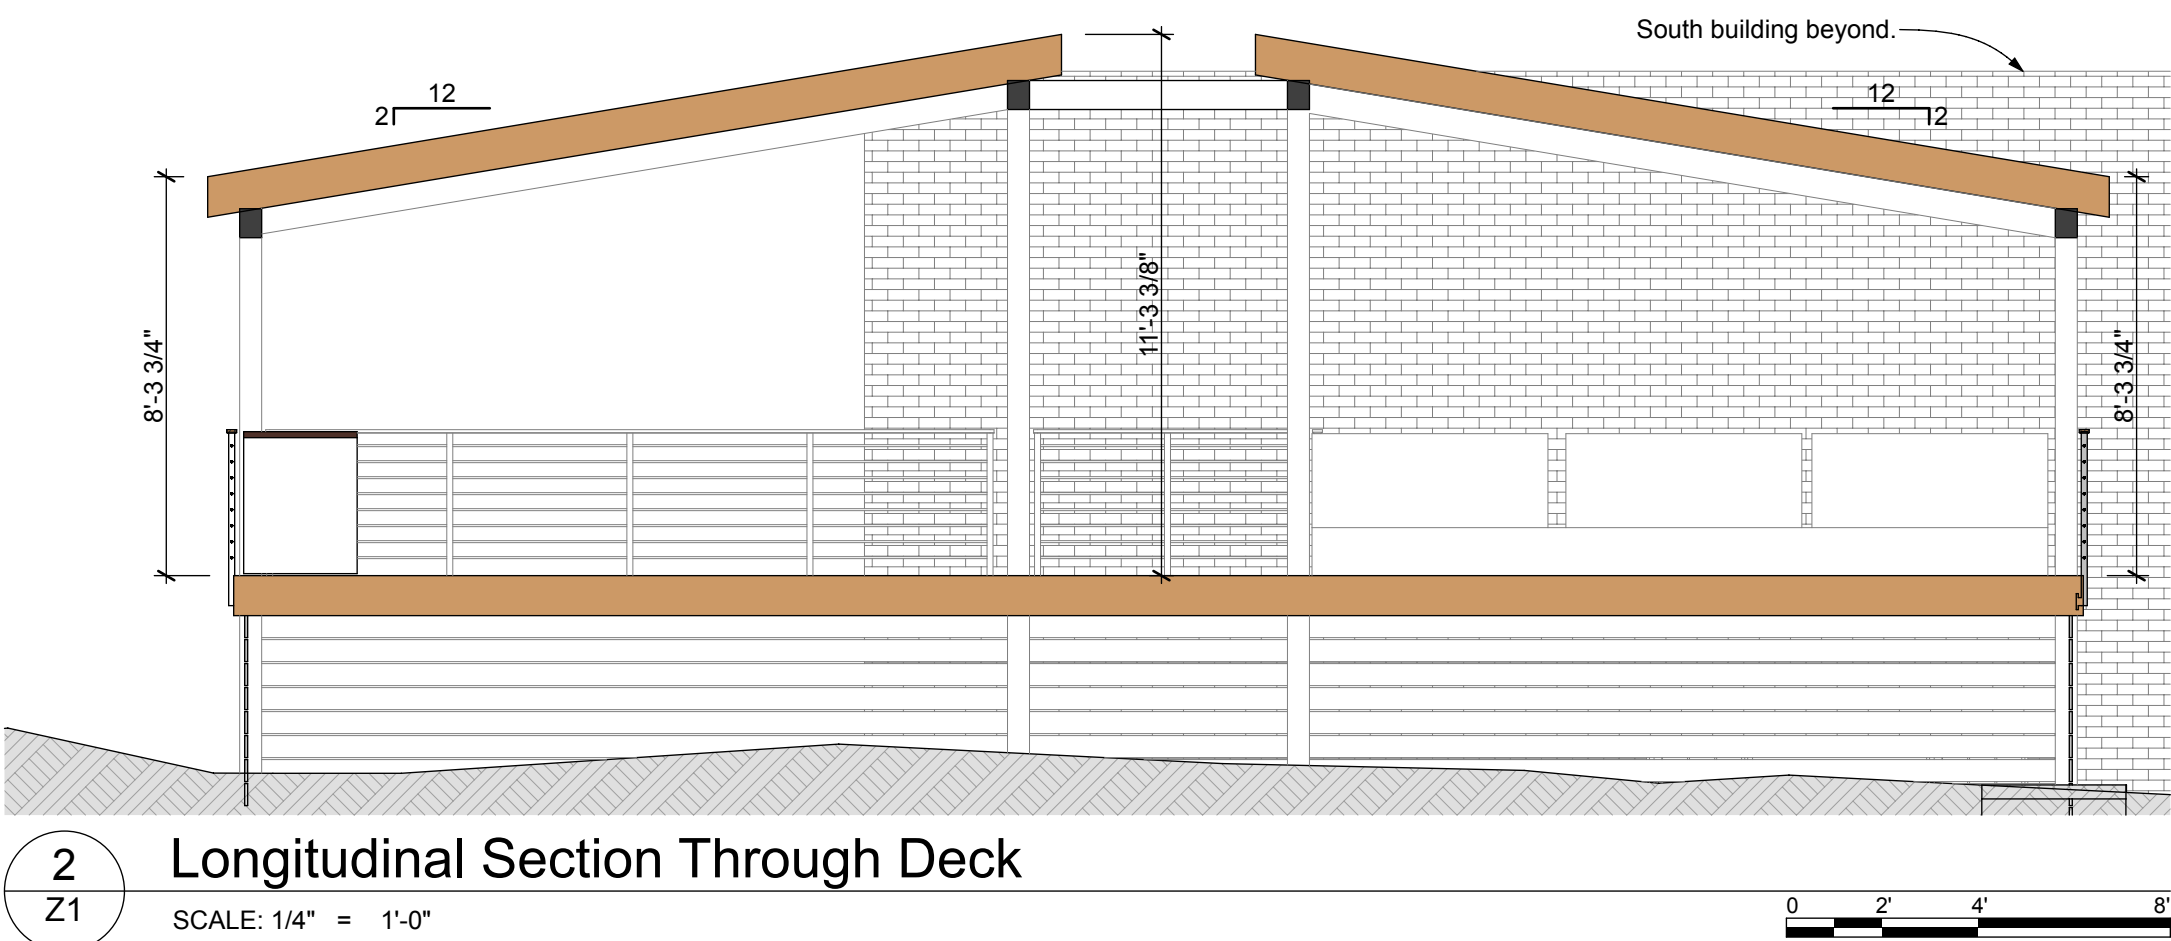 South building beyond.
12
2
12
2
11'-3 3/8"
8'-3 3/4"
8'-3 3/4"
2
Z1
Longitudinal Section Through Deck
SCALE: 1/4" = 1'-0"
0 2' 4' 8'